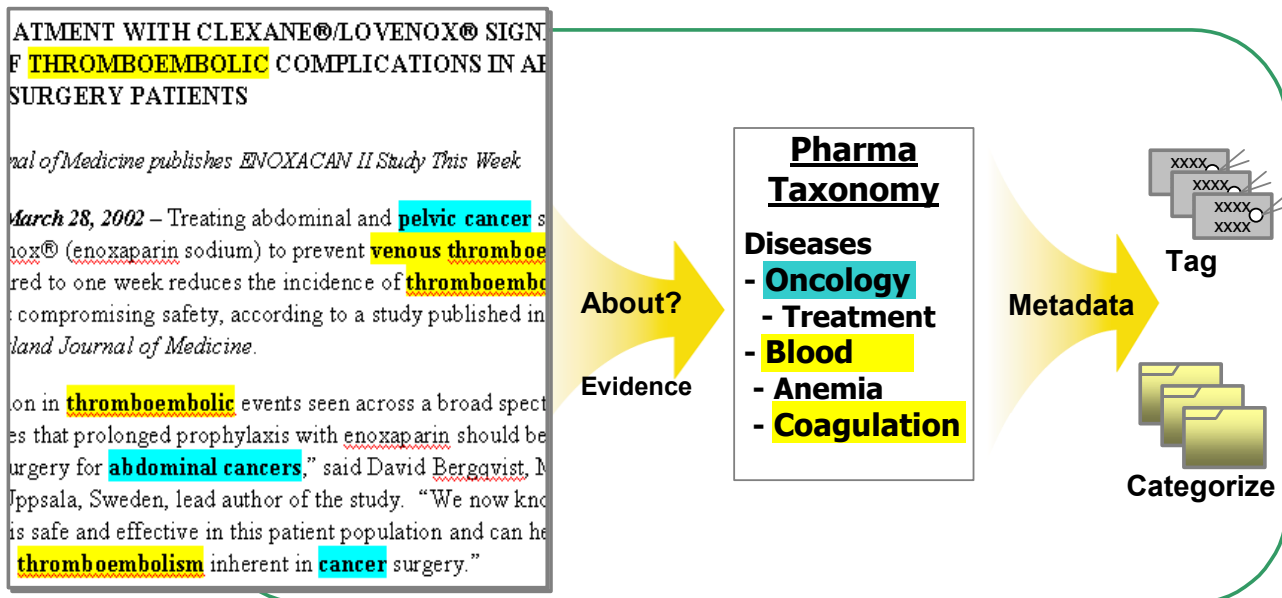 ATMENT WITH CLEXANE®/LOVENOX® SIGNI
F THROMBOEMBOLIC COMPLICATIONS IN AB
SURGERY PATIENTS
nal of Medicine publishes ENOXACAN II Study This Week
March 28, 2002 – Treating abdominal and pelvic cancer s
nox® (enoxaparin sodium) to prevent venous thromboe
red to one week reduces the incidence of thromboembo
t compromising safety, according to a study published in
gland Journal of Medicine.
on in thromboembolic events seen across a broad spect
es that prolonged prophylaxis with enoxaparin should be
urgery for abdominal cancers,” said David Bergqvist, M
Uppsala, Sweden, lead author of the study. “We now kno
is safe and effective in this patient population and can he
thromboembolism inherent in cancer surgery.”
About?
Evidence
Pharma
Taxonomy
Diseases
- Oncology
- Treatment
- Blood
- Anemia
- Coagulation
Metadata
xxxx
xxxx
xxxx
xxxx
Tag
Categorize